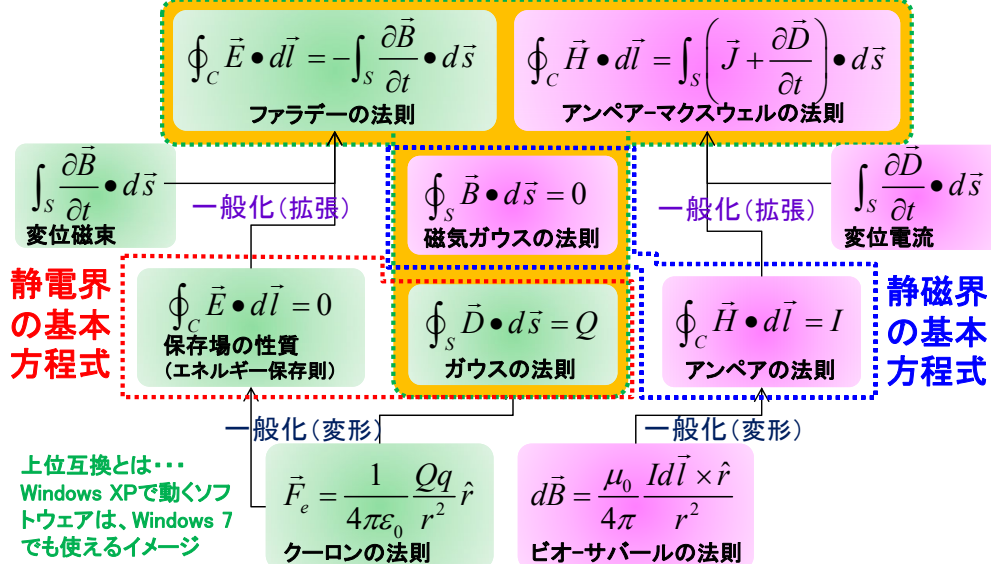 ∮_C E⃗ • dl⃗ = −∫_S ∂B⃗/∂t • ds⃗
ファラデーの法則
∮_C H⃗ • dl⃗ = ∫_S (J⃗ + ∂D⃗/∂t) • ds⃗
アンペアーマクスウェルの法則
∫_S ∂B⃗/∂t • ds⃗
変位磁束
一般化(拡張)
∮_S B⃗ • ds⃗ = 0
磁気ガウスの法則
一般化(拡張)
∫_S ∂D⃗/∂t • ds⃗
変位電流
静電界
の基本
方程式
∮_C E⃗ • dl⃗ = 0
保存場の性質
(エネルギー保存則)
∮_S D⃗ • ds⃗ = Q
ガウスの法則
∮_C H⃗ • dl⃗ = I
アンペアの法則
静磁界
の基本
方程式
一般化(変形)
一般化(変形)
上位互換とは・・・
Windows XPで動くソフ
トウェアは、Windows 7
でも使えるイメージ
F⃗_e = 1/(4πε₀) Qq/r² r̂
クーロンの法則
dB⃗ = μ₀/4π Idl⃗ × r̂/r²
ビオーサバールの法則